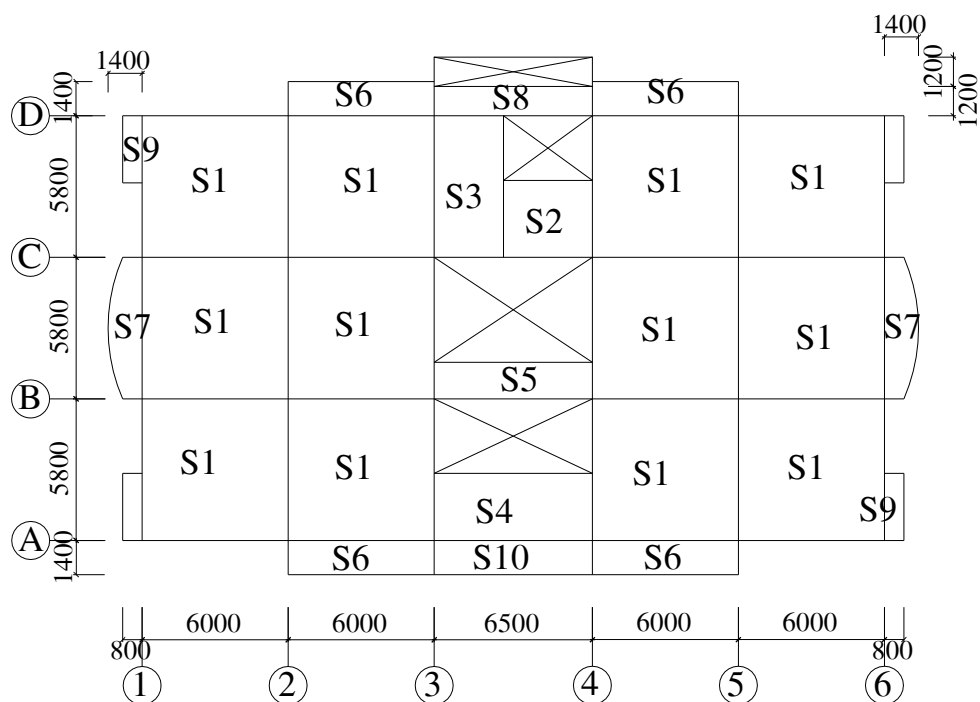 1400
1400
1200
1200
1400
S6 S8 S6
D
S9
5800
S1 S1 S3 S2 S1 S1
C
5800
S7 S1 S1 S1 S1 S7
S5
B
5800
S1 S1 S4 S1 S1 S9
A
1400
S6 S10 S6
6000 6000 6500 6000 6000
800 800
1 2 3 4 5 6